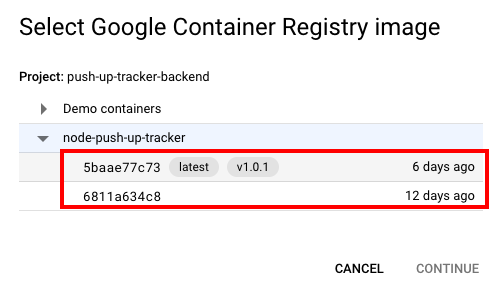 Select Google Container Registry image
Project: push-up-tracker-backend
Demo containers
node-push-up-tracker
5baae77c73 latest v1.0.1 6 days ago
6811a634c8 12 days ago
CANCEL CONTINUE